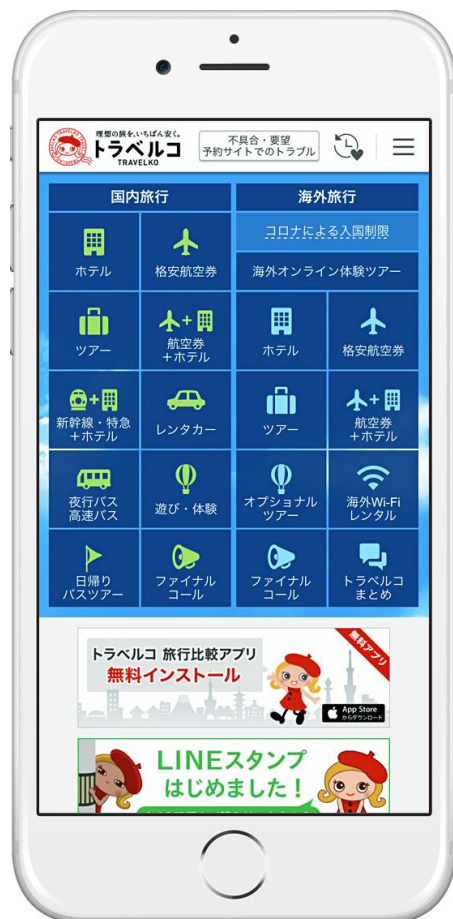 理想の旅を、いちばん安く。
トラベルコ
TRAVELKO
不具合・要望
予約サイトでのトラブル
国内旅行
海外旅行
ホテル
格安航空券
コロナによる入国制限
海外オンライン体験ツアー
ツアー
航空券
+ホテル
ホテル
格安航空券
新幹線・特急
+ホテル
レンタカー
ツアー
航空券
+ホテル
夜行バス
高速バス
遊び・体験
オプショナル
ツアー
海外Wi-Fi
レンタル
日帰り
バスツアー
ファイナル
コール
ファイナル
コール
トラベルコ
まとめ
トラベルコ 旅行比較アプリ
無料インストール
無料アプリ
App Store
からダウンロード
LINEスタンプ
はじめました!